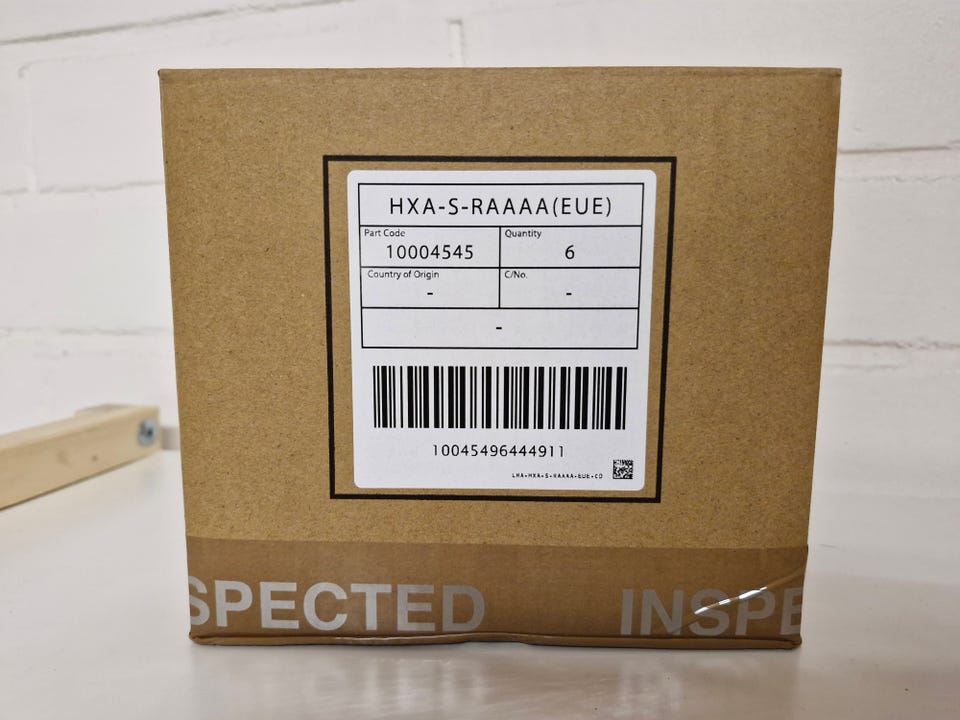 HXA-S-RAAAA(EUE)
Part Code
Quantity
10004545
6
Country of Origin
C/No.
-
-
-
10045496444911
LHA-HXA-S-RAAAA-EUE-C0
SPECTED
INSPE